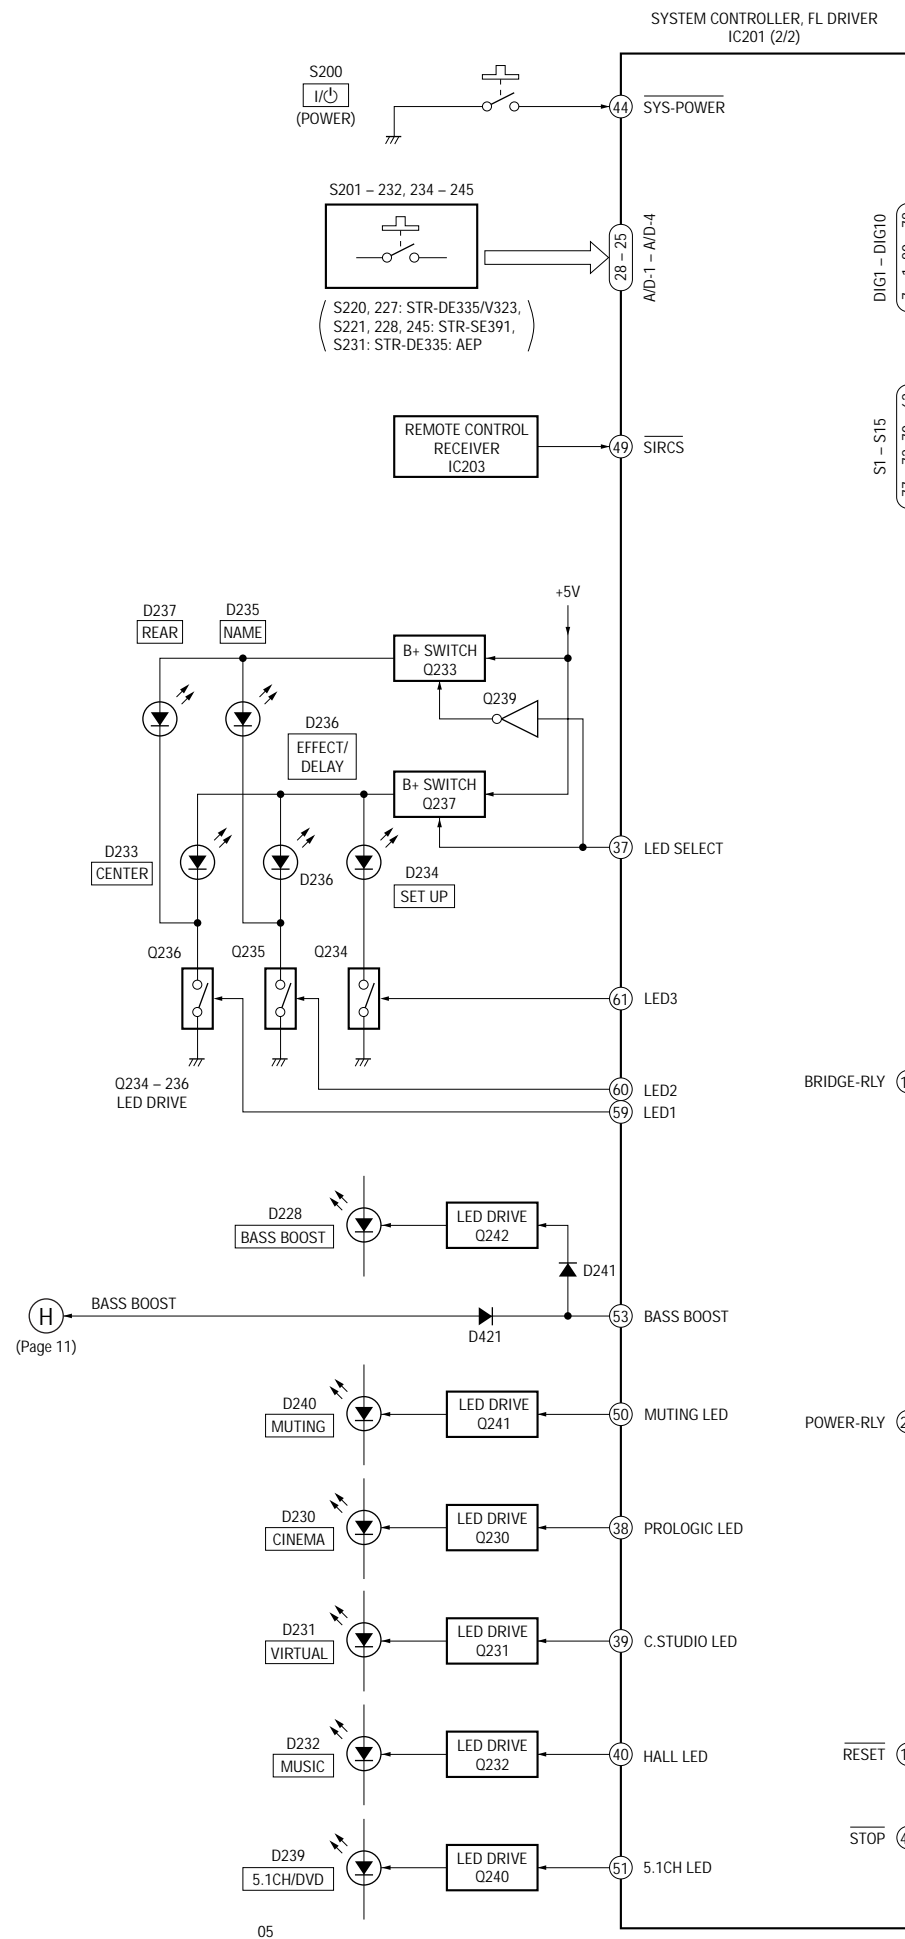 SYSTEM CONTROLLER, FL DRIVER
IC201 (2/2)
S200
I/⏻
(POWER)
44 SYS-POWER
S201 – 232, 234 – 245
28 – 25
A/D-1 – A/D-4
DIG1 – DIG10
S220, 227: STR-DE335/V323,
S221, 228, 245: STR-SE391,
S231: STR-DE335: AEP
S1 – S15
REMOTE CONTROL
RECEIVER
IC203
49 SIRCS
+5V
D237
REAR
D235
NAME
B+ SWITCH
Q233
Q239
D236
EFFECT/
DELAY
B+ SWITCH
Q237
37 LED SELECT
D233
CENTER
D236
D234
SET UP
Q236
Q235
Q234
61 LED3
Q234 – 236
LED DRIVE
60 LED2
59 LED1
BRIDGE-RLY
D228
BASS BOOST
LED DRIVE
Q242
D241
H
BASS BOOST
(Page 11)
D421
53 BASS BOOST
D240
MUTING
LED DRIVE
Q241
50 MUTING LED
POWER-RLY
D230
CINEMA
LED DRIVE
Q230
38 PROLOGIC LED
D231
VIRTUAL
LED DRIVE
Q231
39 C.STUDIO LED
D232
MUSIC
LED DRIVE
Q232
40 HALL LED
RESET
STOP
D239
5.1CH/DVD
LED DRIVE
Q240
51 5.1CH LED
05